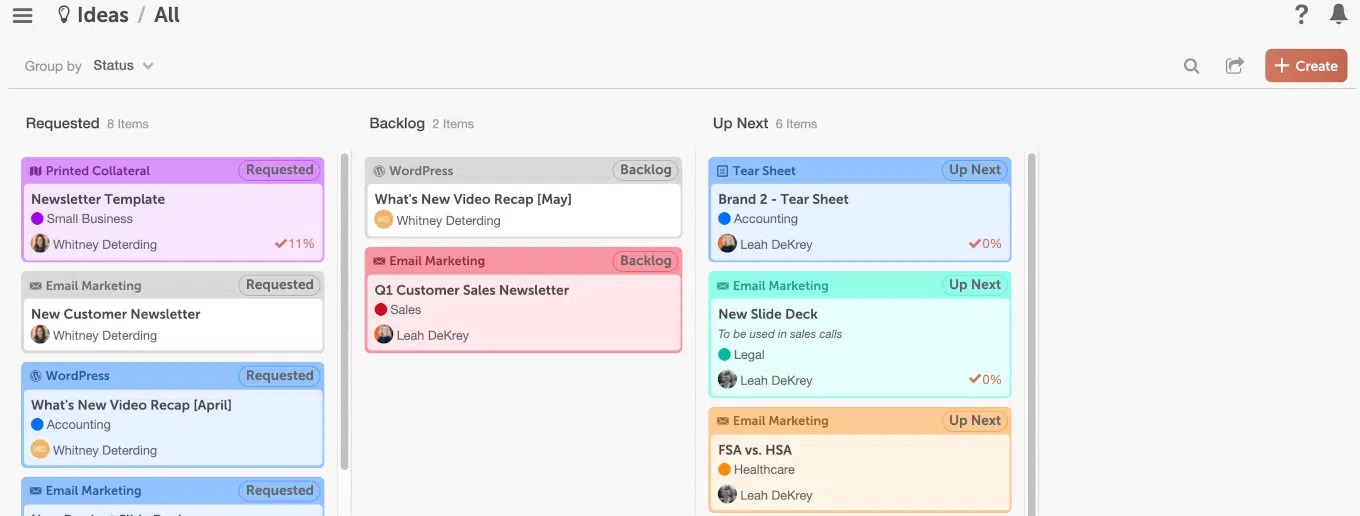 Ideas / All
Group by Status
+ Create
Requested 8 Items
Printed Collateral Requested
Newsletter Template
Small Business
Whitney Deterding 11%
Email Marketing Requested
New Customer Newsletter
Whitney Deterding
WordPress Requested
What's New Video Recap [April]
Accounting
WD Whitney Deterding
Email Marketing Requested
Backlog 2 Items
WordPress Backlog
What's New Video Recap [May]
WD Whitney Deterding
Email Marketing Backlog
Q1 Customer Sales Newsletter
Sales
Leah DeKrey
Up Next 6 Items
Tear Sheet Up Next
Brand 2 - Tear Sheet
Accounting
Leah DeKrey 0%
Email Marketing Up Next
New Slide Deck
To be used in sales calls
Legal
Leah DeKrey 0%
Email Marketing Up Next
FSA vs. HSA
Healthcare
Leah DeKrey